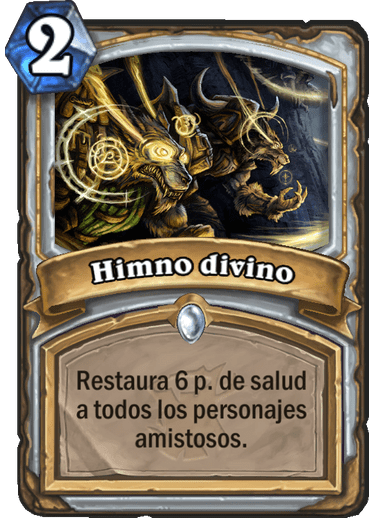 2
Himno divino
Restaura 6 p. de salud
a todos los personajes
amistosos.